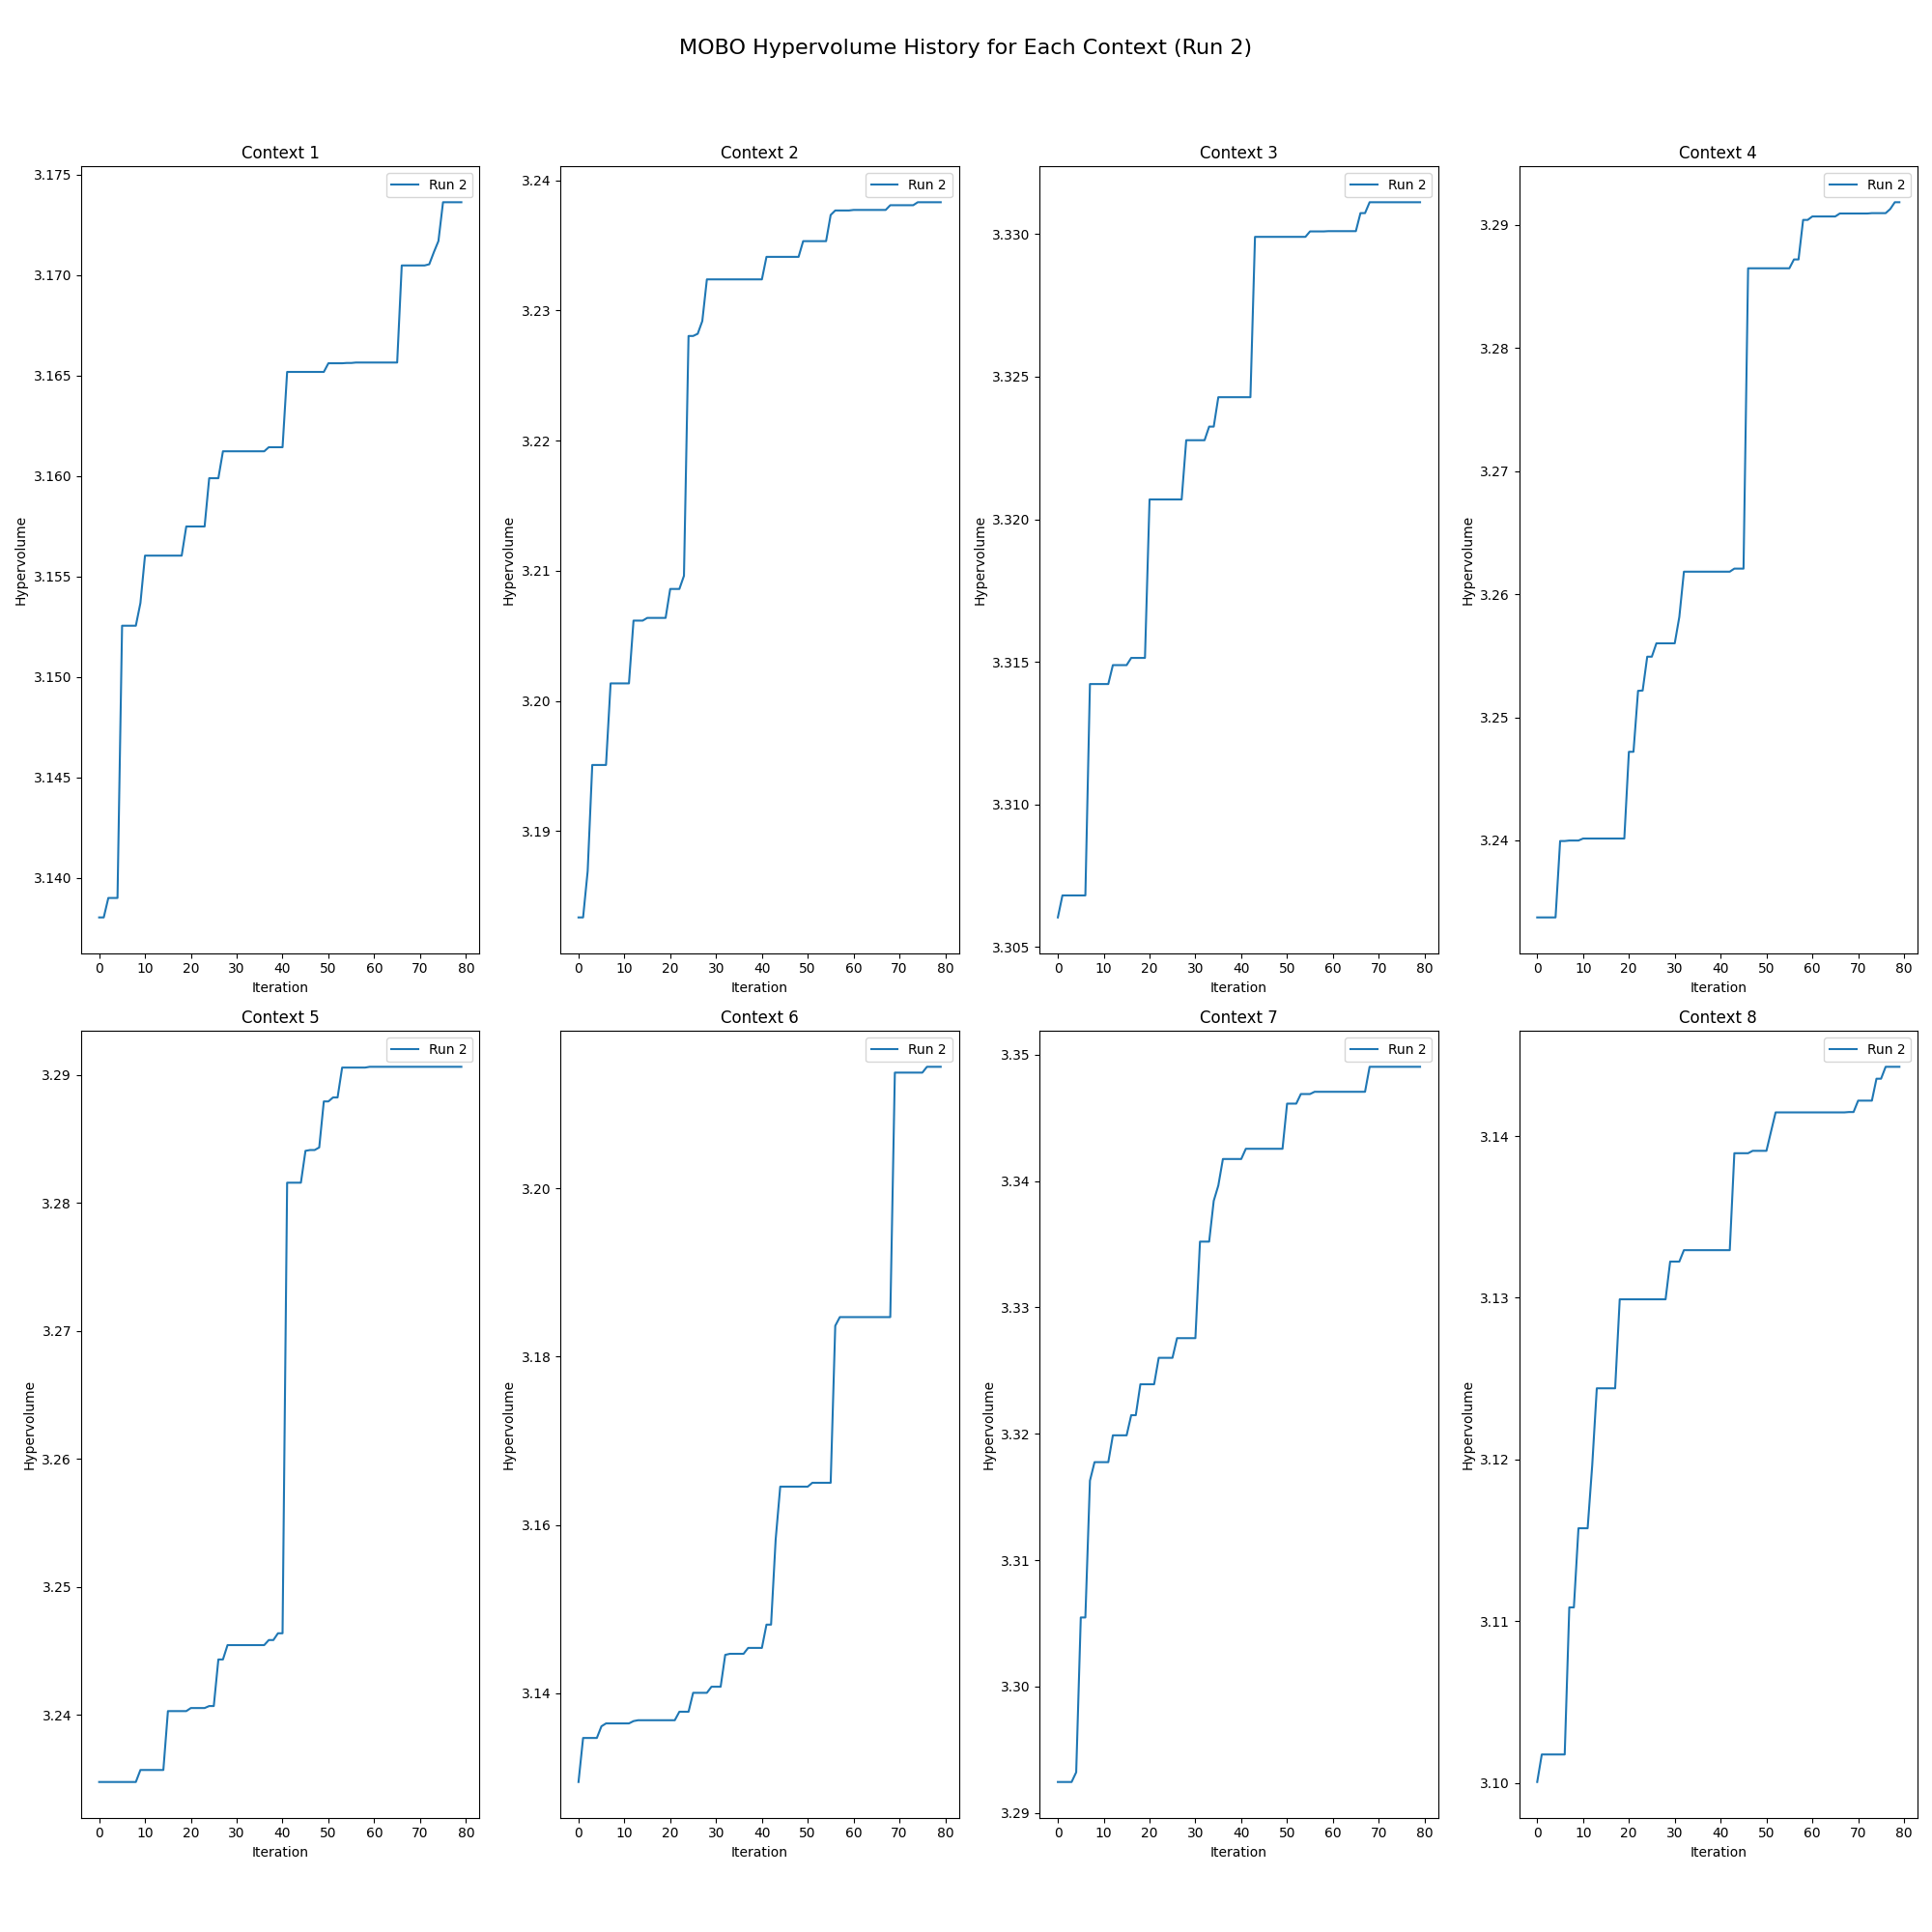 MOBO Hypervolume History for Each Context (Run 2)
Context 1
Run 2
3.175
3.170
3.165
3.160
3.155
3.150
3.145
3.140
Hypervolume
0 10 20 30 40 50 60 70 80
Iteration
Context 2
Run 2
3.24
3.23
3.22
3.21
3.20
3.19
Hypervolume
0 10 20 30 40 50 60 70 80
Iteration
Context 3
Run 2
3.330
3.325
3.320
3.315
3.310
3.305
Hypervolume
0 10 20 30 40 50 60 70 80
Iteration
Context 4
Run 2
3.29
3.28
3.27
3.26
3.25
3.24
Hypervolume
0 10 20 30 40 50 60 70 80
Iteration
Context 5
Run 2
3.29
3.28
3.27
3.26
3.25
3.24
Hypervolume
0 10 20 30 40 50 60 70 80
Iteration
Context 6
Run 2
3.20
3.18
3.16
3.14
Hypervolume
0 10 20 30 40 50 60 70 80
Iteration
Context 7
Run 2
3.35
3.34
3.33
3.32
3.31
3.30
3.29
Hypervolume
0 10 20 30 40 50 60 70 80
Iteration
Context 8
Run 2
3.14
3.13
3.12
3.11
3.10
Hypervolume
0 10 20 30 40 50 60 70 80
Iteration